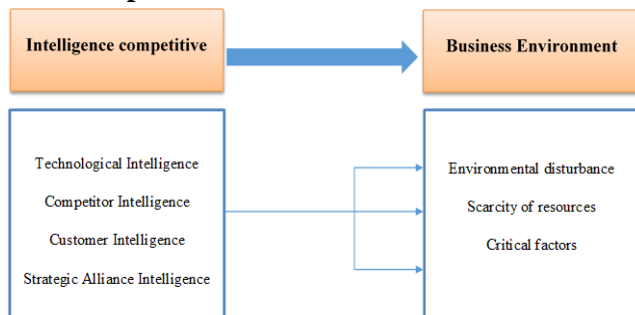 Intelligence competitive
Business Environment
Technological Intelligence
Competitor Intelligence
Customer Intelligence
Strategic Alliance Intelligence
Environmental disturbance
Scarcity of resources
Critical factors